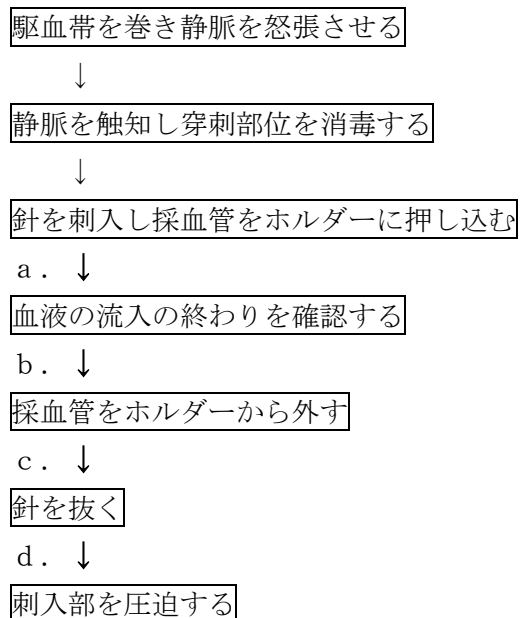 駆血帯を巻き静脈を怒張させる
↓
静脈を触知し穿刺部位を消毒する
↓
針を刺入し採血管をホルダーに押し込む
ａ．↓
血液の流入の終わりを確認する
ｂ．↓
採血管をホルダーから外す
ｃ．↓
針を抜く
ｄ．↓
刺入部を圧迫する